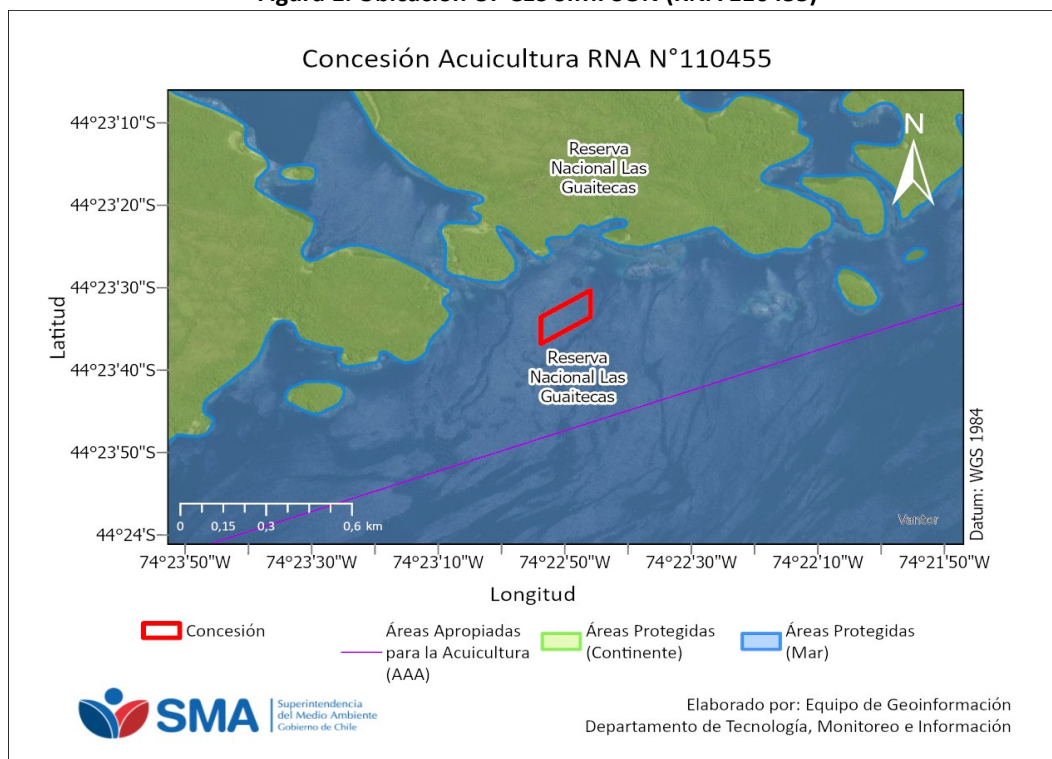 Concesión Acuicultura RNA N°110455
44°23'10"S
44°23'20"S
44°23'30"S
44°23'40"S
44°23'50"S
44°24'S
Latitud
Reserva
Nacional Las
Guaitecas
N
Reserva
Nacional Las
Guaitecas
0 0,15 0,3 0,6 km
Vantor
Datum: WGS 1984
74°23'50"W 74°23'30"W 74°23'10"W 74°22'50"W 74°22'30"W 74°22'10"W 74°21'50"W
Longitud
Concesión
Áreas Apropiadas
para la Acuicultura
(AAA)
Áreas Protegidas
(Continente)
Áreas Protegidas
(Mar)
SMA
Superintendencia
del Medio Ambiente
Gobierno de Chile
Elaborado por: Equipo de Geoinformación
Departamento de Tecnología, Monitoreo e Información